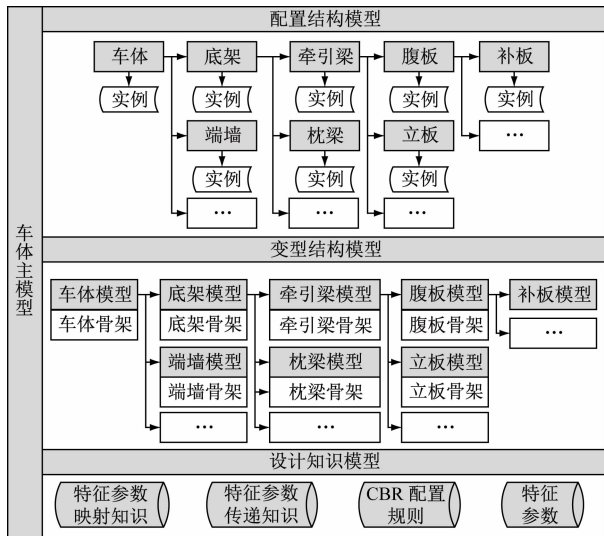 车体主模型
配置结构模型
车体 底架 牵引梁 腹板 补板
实例 实例 实例 实例 实例
端墙 枕梁 立板 …
实例 实例 实例
… …
变型结构模型
车体模型 底架模型 牵引梁模型 腹板模型 补板模型
车体骨架 底架骨架 牵引梁骨架 腹板骨架 …
端墙模型 枕梁模型 立板模型
端墙骨架 枕梁骨架 立板骨架
… … …
设计知识模型
特征参数 特征参数 CBR 配置 特征
映射知识 传递知识 规则 参数